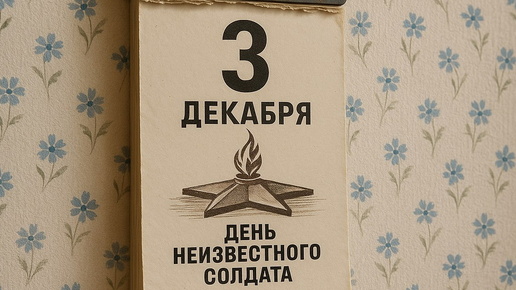 3
ДЕКАБРЯ
ДЕНЬ
НЕИЗВЕСТНОГО
СОЛДАТА